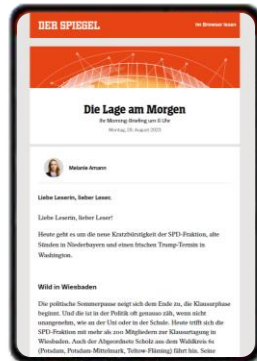 DER SPIEGEL
Im Browser lesen
Die Lage am Morgen
Ihr Morning-Briefing um 6 Uhr
Montag, 28. August 2023
Melanie Amann
Liebe Leserin, lieber Leser,
Liebe Leserin, lieber Leser!
Heute geht es um die neue Kratzbürstigkeit der SPD-Fraktion, alte
Sünden in Niederbayern und einen frischen Trump-Termin in
Washington.
Wild in Wiesbaden
Die politische Sommerpause neigt sich dem Ende zu, die Klausurphase
beginnt. Und die ist in der Politik oft genauso zäh, wenn nicht
unangenehm, wie an der Uni oder in der Schule. Heute trifft sich die
SPD-Fraktion mit mehr als 200 Mitgliedern zur Klausurtagung in
Wiesbaden. Auch der Abgeordnete Scholz aus dem Wahlkreis 61
(Potsdam, Potsdam-Mittelmark, Teltow-Fläming) fährt hin. Seine